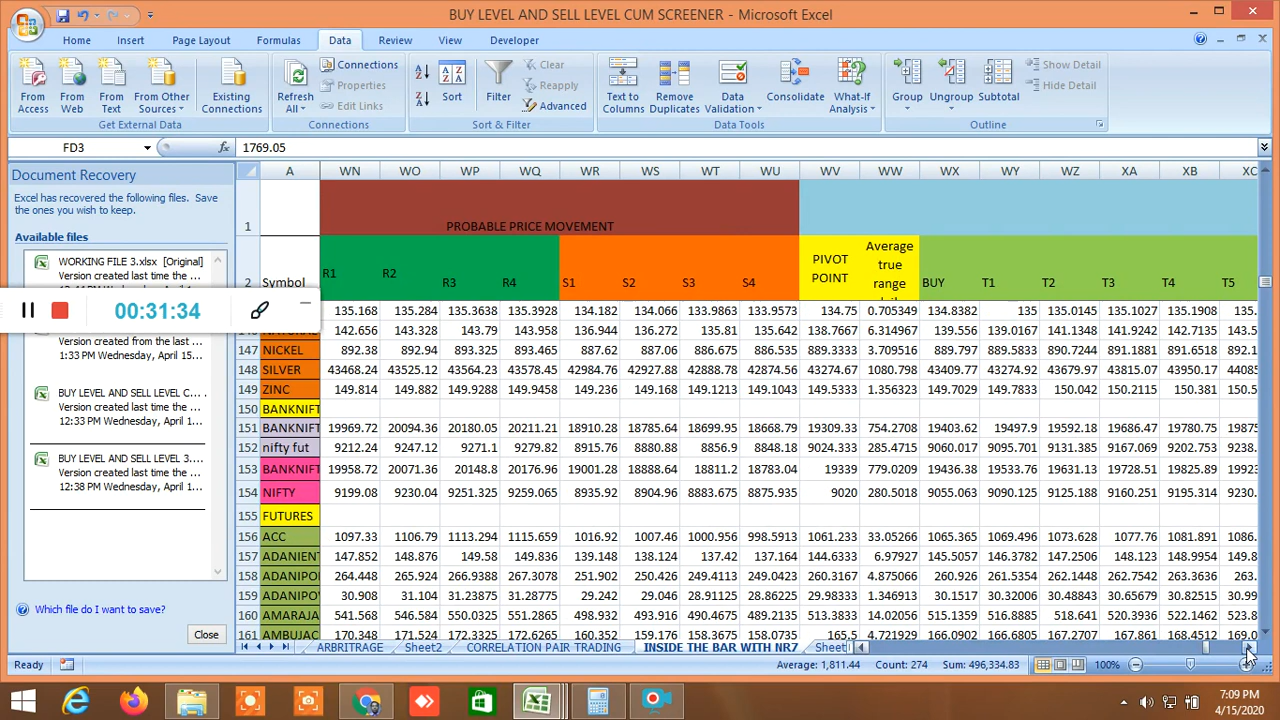 BUY LEVEL AND SELL LEVEL CUM SCREENER - Microsoft Excel
Home Insert Page Layout Formulas Data Review View Developer
From Access
From Web
From Text
From Other Sources
Existing Connections
Get External Data
Refresh All
Connections
Properties
Edit Links
Connections
Sort
Filter
Clear
Reapply
Advanced
Sort & Filter
Text to Columns
Remove Duplicates
Data Validation
Consolidate
What-If Analysis
Data Tools
Group
Ungroup
Subtotal
Show Detail
Hide Detail
Outline
FD3 fx 1769.05
Document Recovery
Excel has recovered the following files. Save
the ones you wish to keep.
Available files
WORKING FILE 3.xlsx [Original]
Version created last time the ...
00:31:34
Version created from the last ...
1:33 PM Wednesday, April 15...
BUY LEVEL AND SELL LEVEL C... .
Version created last time the ...
12:33 PM Wednesday, April 1...
BUY LEVEL AND SELL LEVEL 3....
Version created last time the ...
12:38 PM Wednesday, April 1...
Which file do I want to save?
Close
A WN WO WP WQ WR WS WT WU WV WW WX WY WZ XA XB XC
1 PROBABLE PRICE MOVEMENT
2 Symbol R1 R2 R3 R4 S1 S2 S3 S4 PIVOT POINT Average true range BUY T1 T2 T3 T4 T5
135.168 135.284 135.3638 135.3928 134.182 134.066 133.9863 133.9573 134.75 0.705349 134.8382 135 135.0145 135.1027 135.1908 135.
142.656 143.328 143.79 143.958 136.944 136.272 135.81 135.642 138.7667 6.314967 139.556 139.0167 141.1348 141.9242 142.7135 143.5
147 NICKEL 892.38 892.94 893.325 893.465 887.62 887.06 886.675 886.535 889.3333 3.709516 889.797 889.5833 890.7244 891.1881 891.6518 892.1
148 SILVER 43468.24 43525.12 43564.23 43578.45 42984.76 42927.88 42888.78 42874.56 43274.67 1080.798 43409.77 43274.92 43679.97 43815.07 43950.17 44085
149 ZINC 149.814 149.882 149.9288 149.9458 149.236 149.168 149.1213 149.1043 149.5333 1.356323 149.7029 149.7833 150.042 150.2115 150.381 150.5
150 BANKNIFT
151 BANKNIFT 19969.72 20094.36 20180.05 20211.21 18910.28 18785.64 18699.95 18668.79 19309.33 754.2708 19403.62 19497.9 19592.18 19686.47 19780.75 19875
152 nifty fut 9212.24 9247.12 9271.1 9279.82 8915.76 8880.88 8856.9 8848.18 9024.333 285.4715 9060.017 9095.701 9131.385 9167.069 9202.753 9238.
153 BANKNIFT 19958.72 20071.36 20148.8 20176.96 19001.28 18888.64 18811.2 18783.04 19339 779.0209 19436.38 19533.76 19631.13 19728.51 19825.89 19923
154 NIFTY 9199.08 9230.04 9251.325 9259.065 8935.92 8904.96 8883.675 8875.935 9020 280.5018 9055.063 9090.125 9125.188 9160.251 9195.314 9230.
155 FUTURES
156 ACC 1097.33 1106.79 1113.294 1115.659 1016.92 1007.46 1000.956 998.5913 1061.233 33.05266 1065.365 1069.496 1073.628 1077.76 1081.891 1086.
157 ADANIENT 147.852 148.876 149.58 149.836 139.148 138.124 137.42 137.164 144.6333 6.97927 145.5057 146.3782 147.2506 148.123 148.9954 149.8
158 ADANIPO 264.448 265.924 266.9388 267.3078 251.902 250.426 249.4113 249.0423 260.3167 4.875066 260.926 261.5354 262.1448 262.7542 263.3636 263.
159 ADANIPO 30.908 31.104 31.23875 31.28775 29.242 29.046 28.91125 28.86225 29.98333 1.346913 30.1517 30.32006 30.48843 30.65679 30.82515 30.99
160 AMARAJA 541.568 546.584 550.0325 551.2865 498.932 493.916 490.4675 489.2135 513.3833 14.02056 515.1359 516.8885 518.641 520.3936 522.1462 523.8
161 AMBUJAC 170.348 171.524 172.3325 172.6265 160.352 159.176 158.3675 158.0735 165.5 4.721929 166.0902 166.6805 167.2707 167.861 168.4512 169.0
ARBITRAGE Sheet2 CORRELATION PAIR TRADING INSIDE THE BAR WITH NR7 Sheet
Ready Average: 1,811.44 Count: 274 Sum: 496,334.83 100%
7:09 PM
4/15/2020